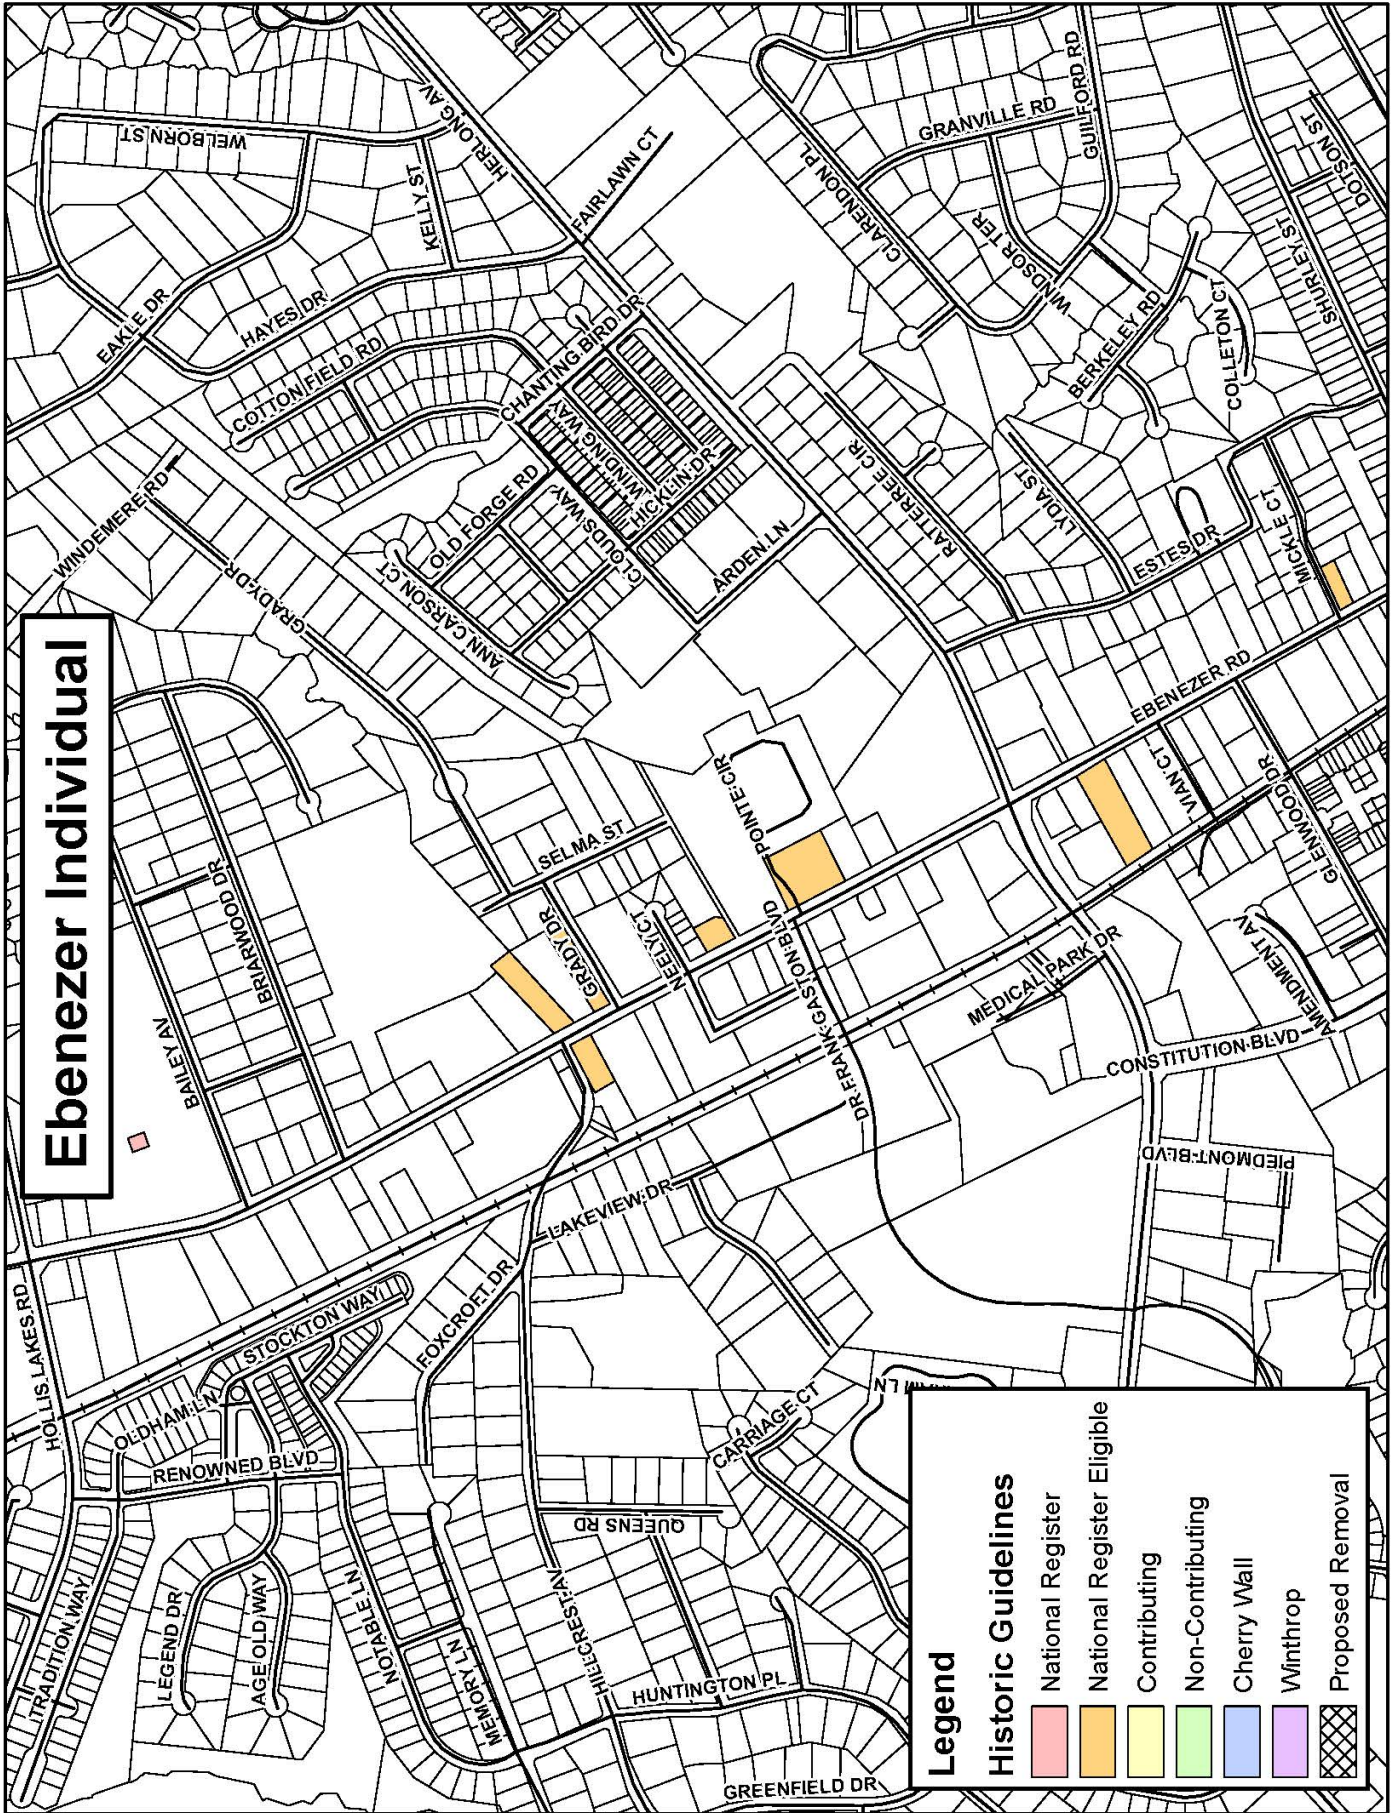 Ebenezer Individual
WELBORN ST
HERLONG AV
KELLY ST
FAIRLAWN CT
EAKLE DR
HAYES DR
COTTON FIELD RD
CHANTING BIRD DR
WINDING WAY
HICKLIN DR
CLOUDS WAY
OLD FORGE RD
ANN CARSON CT
ARDEN LN
WINDEMERE RD
GRADY DR
CLARENDON PL
GRANVILLE RD
GUILFORD RD
WINDSOR TER
BERKELEY RD
COLLETON CT
SHURLEY ST
DOTSON ST
RATTERREE CIR
LYDIA ST
ESTES DR
MICKLE CT
EBENEZER RD
VIAN CT
GLENWOOD DR
AMENDMENT AV
CONSTITUTION BLVD
PIEDMONT BLVD
MEDICAL PARK DR
DR FRANK GASTON BLVD
POINTE CIR
SELMA ST
GRADY DR
NEELY CT
BRIARWOOD DR
BAILEY AV
HOLLIS LAKES RD
STOCKTON WAY
OLDHAM LN
RENOWNED BLVD
FOXCROFT DR
LAKEVIEW DR
TRADITION WAY
LEGEND DR
AGE OLD WAY
NOTABLE LN
MEMORY LN
HILLCREST AV
QUEENS RD
CARRIAGE CT
HUNTINGTON PL
GREENFIELD DR
LN
Legend
Historic Guidelines
National Register
National Register Eligible
Contributing
Non-Contributing
Cherry Wall
Winthrop
Proposed Removal